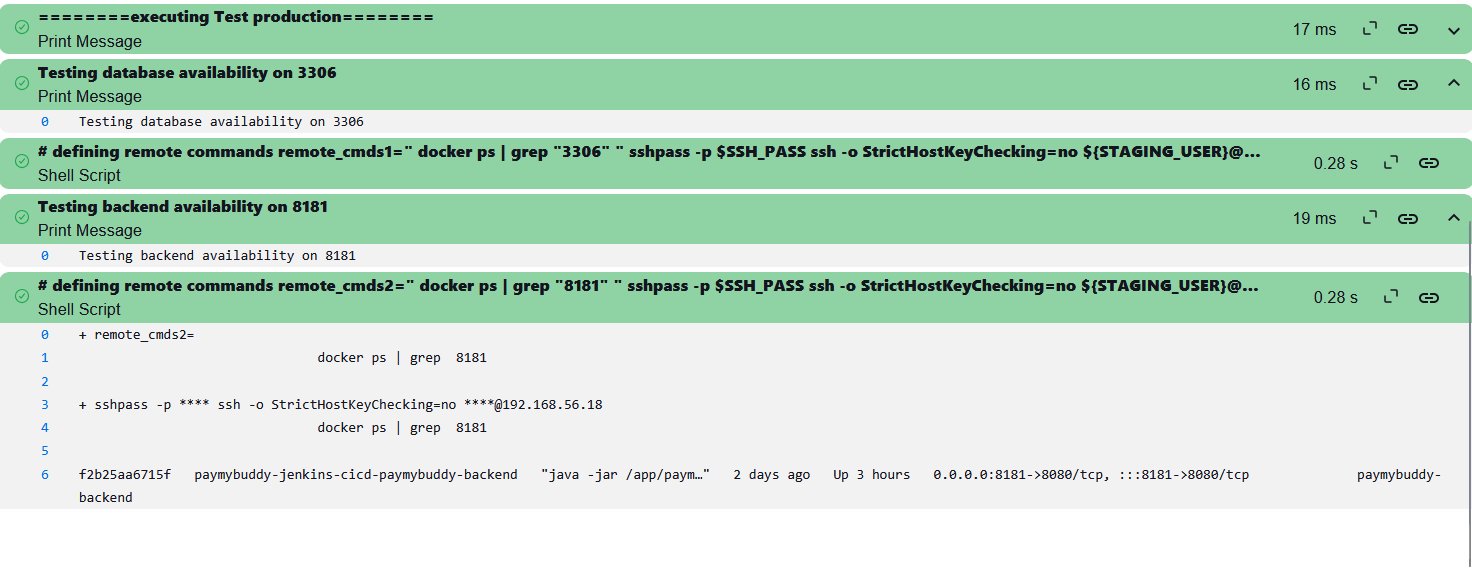 ========executing Test production========
Print Message
17 ms
Testing database availability on 3306
Print Message
16 ms
0 Testing database availability on 3306
# defining remote commands remote_cmds1=" docker ps | grep "3306" " sshpass -p $SSH_PASS ssh -o StrictHostKeyChecking=no ${STAGING_USER}@...
Shell Script
0.28 s
Testing backend availability on 8181
Print Message
19 ms
0 Testing backend availability on 8181
# defining remote commands remote_cmds2=" docker ps | grep "8181" " sshpass -p $SSH_PASS ssh -o StrictHostKeyChecking=no ${STAGING_USER}@...
Shell Script
0.28 s
0 + remote_cmds2=
1 docker ps | grep  8181
2
3 + sshpass -p **** ssh -o StrictHostKeyChecking=no ****@192.168.56.18
4 docker ps | grep  8181
5
6 f2b25aa6715f   paymybuddy-jenkins-cicd-paymybuddy-backend   "java -jar /app/paym…"   2 days ago   Up 3 hours   0.0.0.0:8181->8080/tcp, :::8181->8080/tcp   paymybuddy-
backend